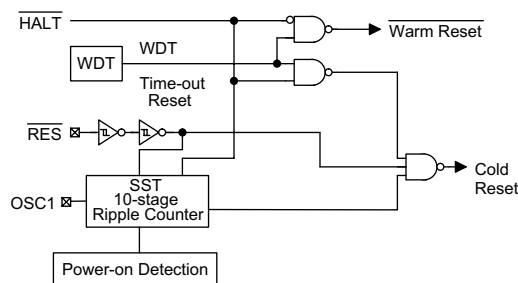 HALT
WDT
WDT
Time-out
Reset
Warm Reset
RES
Cold
Reset
OSC1
SST
10-stage
Ripple Counter
Power-on Detection